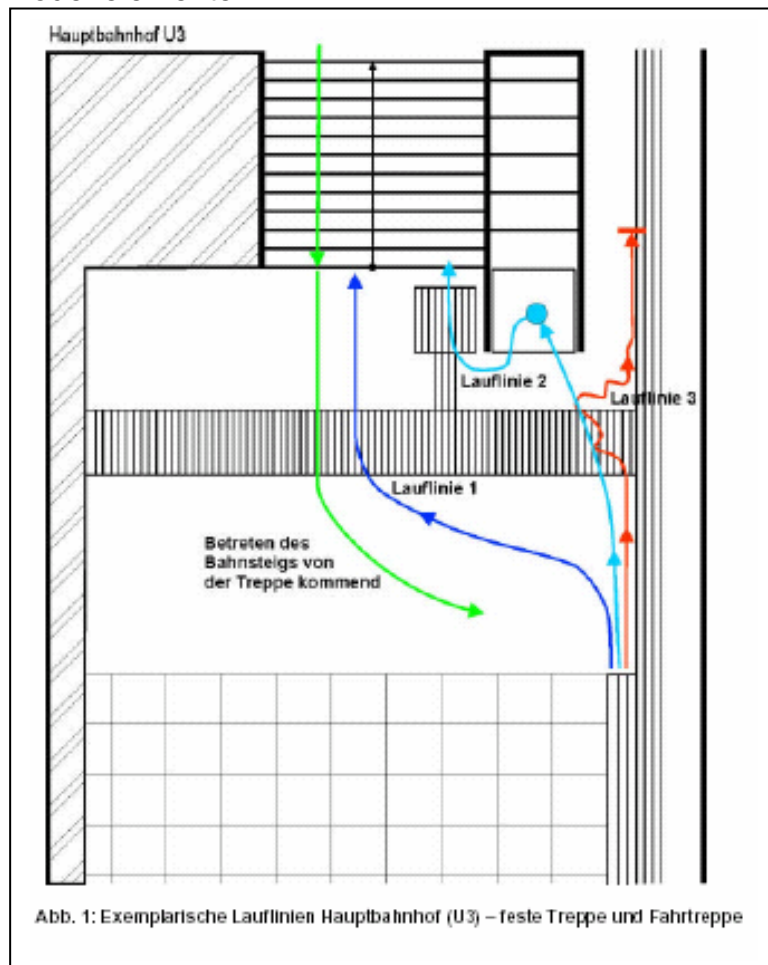 Hauptbahnhof U3
Lauflinie 2
Lauflinie 3
Lauflinie 1
Betreten des
Bahnsteigs von
der Treppe kommend
Abb. 1: Exemplarische Lauflinien Hauptbahnhof (U3) – feste Treppe und Fahrtreppe